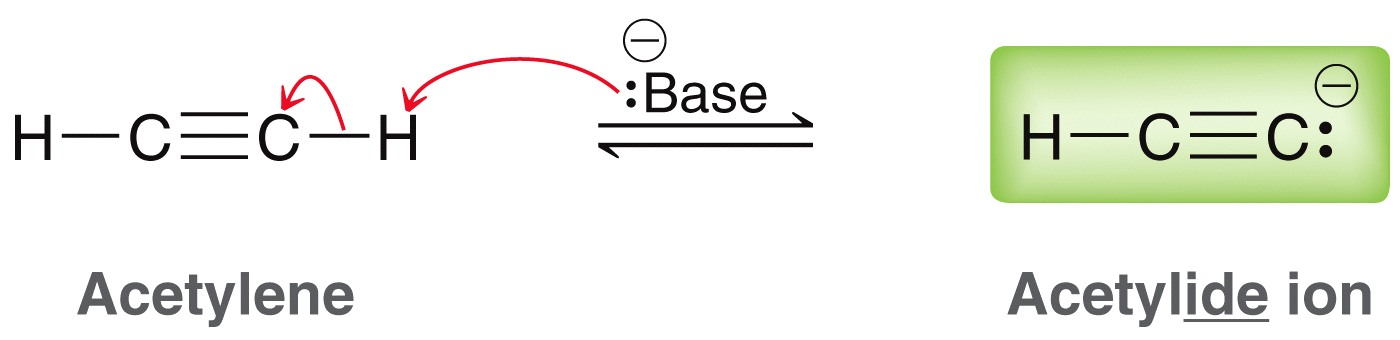 ⊖
:Base
H—C≡C—H ⇌
⊖
H—C≡C:
Acetylene
Acetylide ion